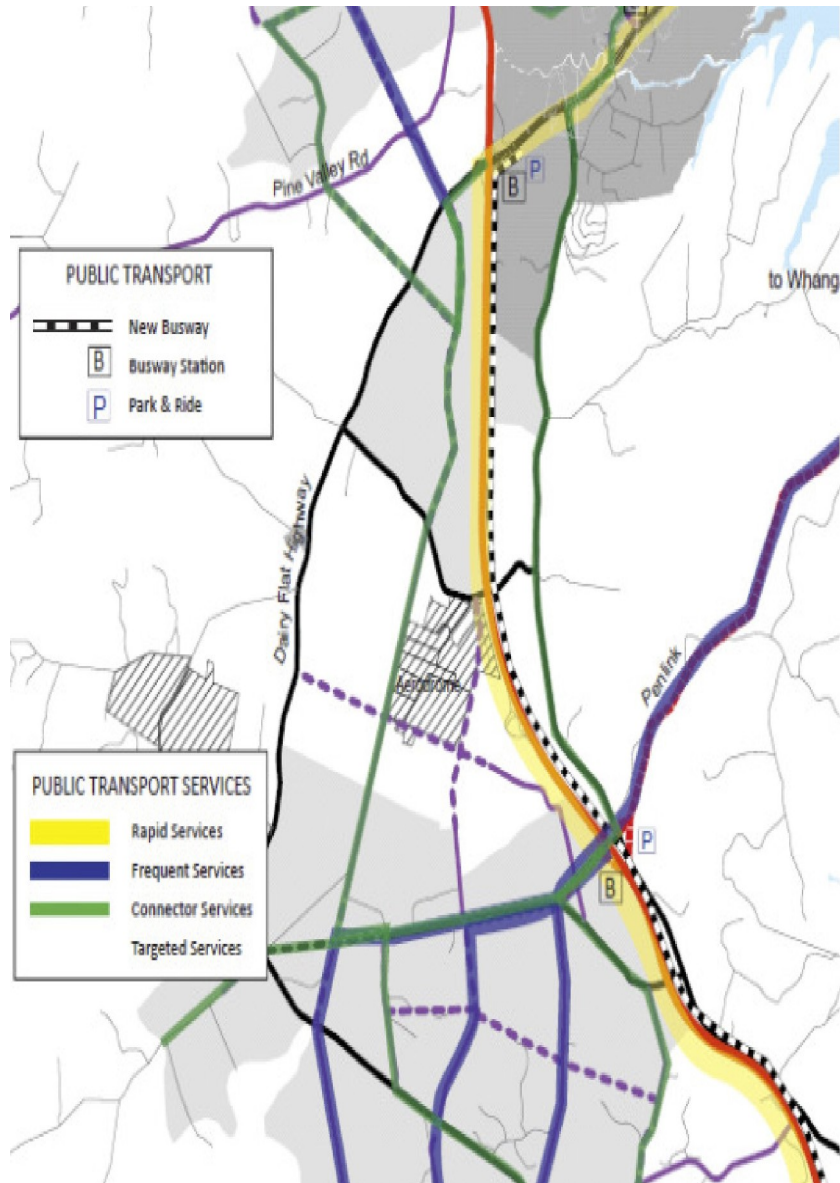 Pine Valley Rd
P
B
PUBLIC TRANSPORT
New Busway
B Busway Station
P Park & Ride
to Whang
Dairy Flat Highway
Aerodrome
Penlink
PUBLIC TRANSPORT SERVICES
Rapid Services
Frequent Services
Connector Services
Targeted Services
P
B